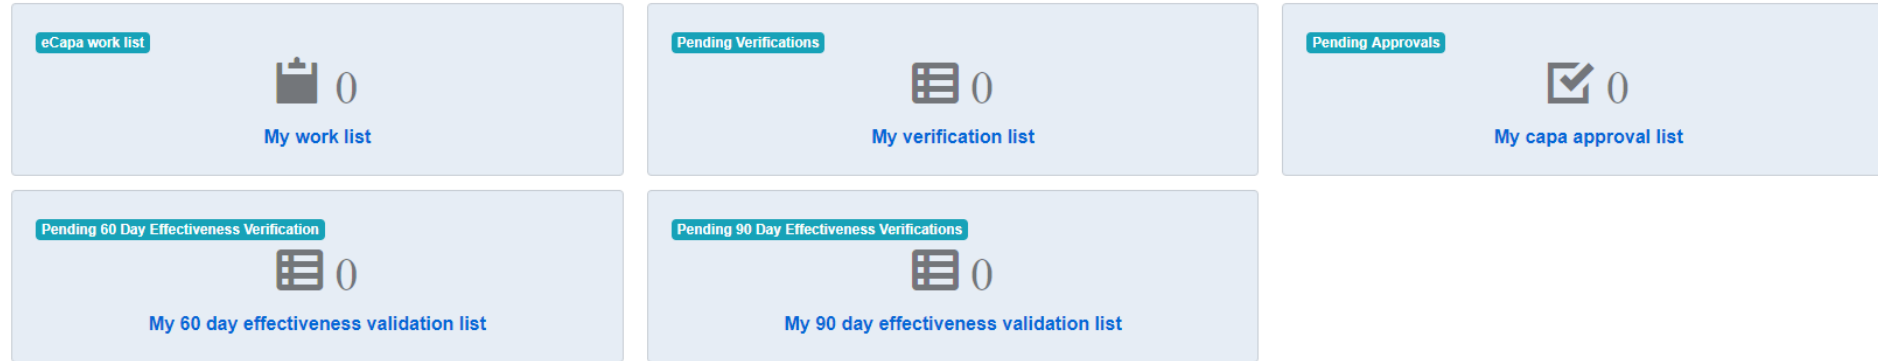 eCapa work list
0
My work list
Pending Verifications
0
My verification list
Pending Approvals
0
My capa approval list
Pending 60 Day Effectiveness Verification
0
My 60 day effectiveness validation list
Pending 90 Day Effectiveness Verifications
0
My 90 day effectiveness validation list